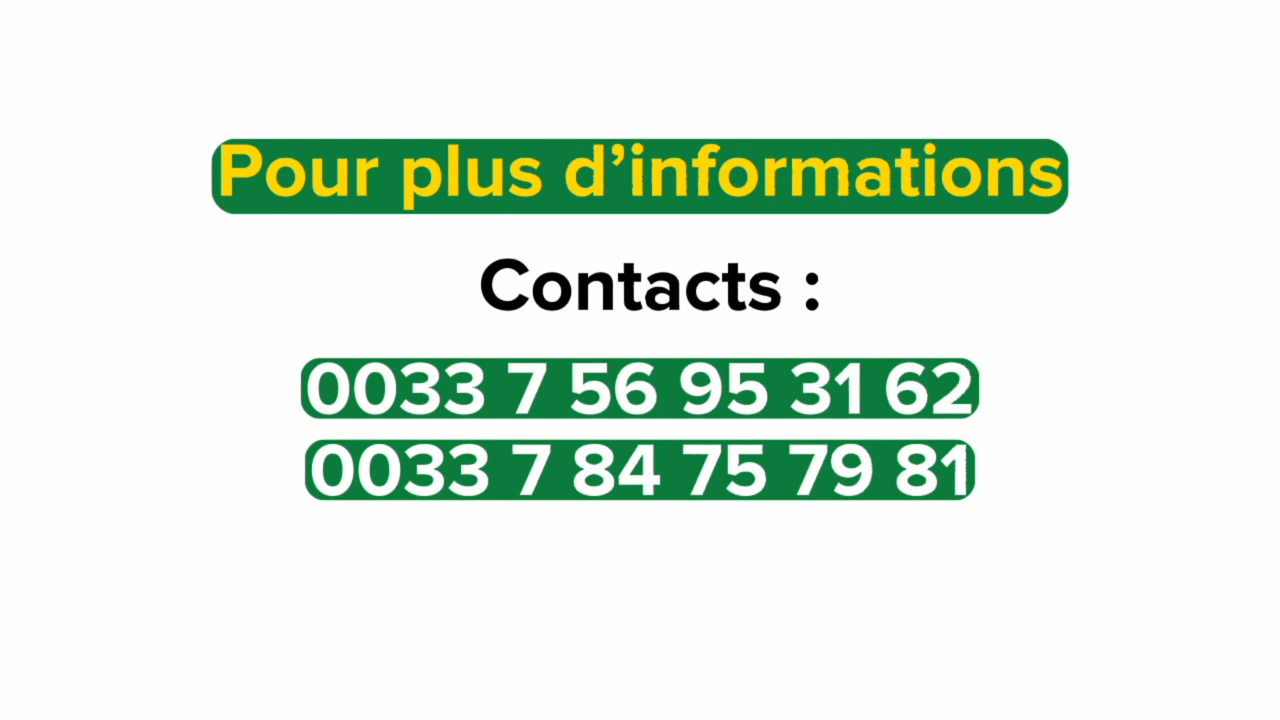 Pour plus d’informations
Contacts :
0033 7 56 95 31 62
0033 7 84 75 79 81